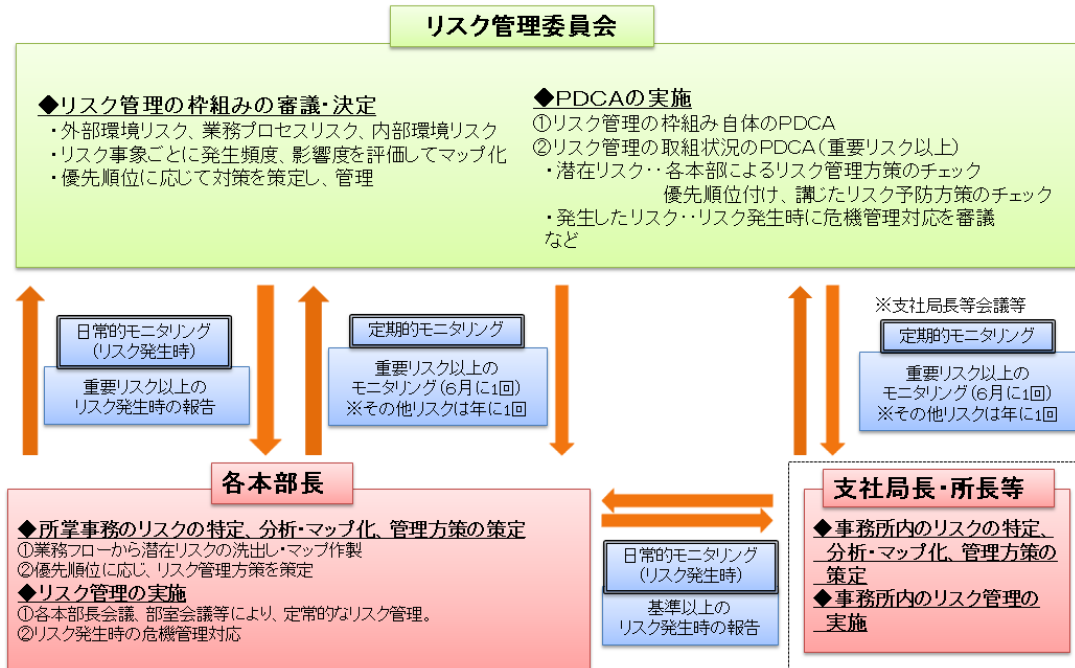 リスク管理委員会
◆リスク管理の枠組みの審議・決定
・外部環境リスク、業務プロセスリスク、内部環境リスク
・リスク事象ごとに発生頻度、影響度を評価してマップ化
・優先順位に応じて対策を策定し、管理
◆PDCAの実施
①リスク管理の枠組み自体のPDCA
②リスク管理の取組状況のPDCA(重要リスク以上)
・潜在リスク‥各本部によるリスク管理方策のチェック
優先順位付け、講じたリスク予防方策のチェック
・発生したリスク‥リスク発生時に危機管理対応を審議
など
日常的モニタリング
(リスク発生時)
重要リスク以上の
リスク発生時の報告
定期的モニタリング
重要リスク以上の
モニタリング(6月に1回)
※その他リスクは年に1回
※支社局長等会議等
定期的モニタリング
重要リスク以上の
モニタリング(6月に1回)
※その他リスクは年に1回
各本部長
◆所掌事務のリスクの特定、分析・マップ化、管理方策の策定
①業務フローから潜在リスクの洗出し・マップ作製
②優先順位に応じ、リスク管理方策を策定
◆リスク管理の実施
①各本部長会議、部室会議等により、定常的なリスク管理。
②リスク発生時の危機管理対応
日常的モニタリング
(リスク発生時)
基準以上の
リスク発生時の報告
支社局長・所長等
◆事務所内のリスクの特定、
分析・マップ化、管理方策の
策定
◆事務所内のリスク管理の
実施